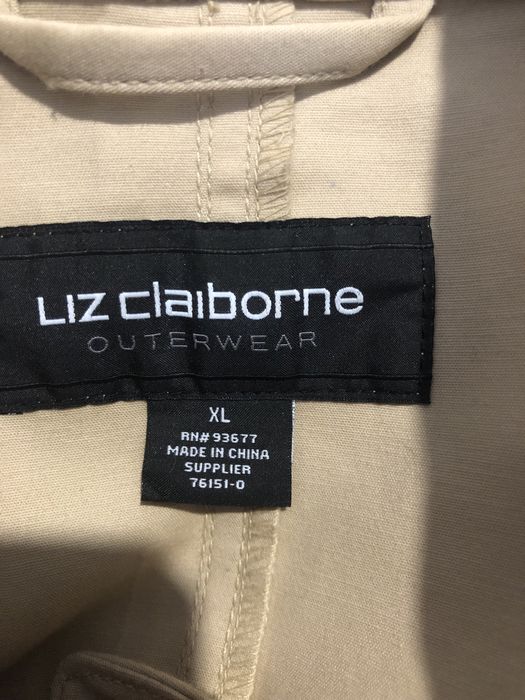 Liz claiborne
OUTERWEAR
XL
RN# 93677
MADE IN CHINA
SUPPLIER
76151-0